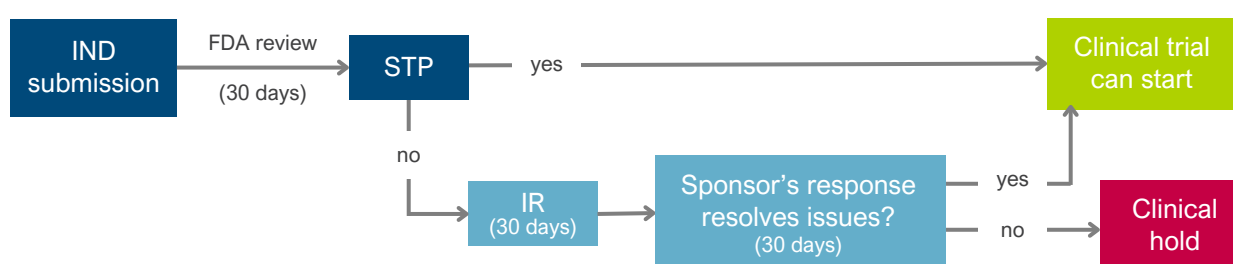 IND
submission
FDA review
(30 days)
STP
yes
Clinical trial
can start
no
IR
(30 days)
Sponsor’s response
resolves issues?
(30 days)
yes
no
Clinical
hold